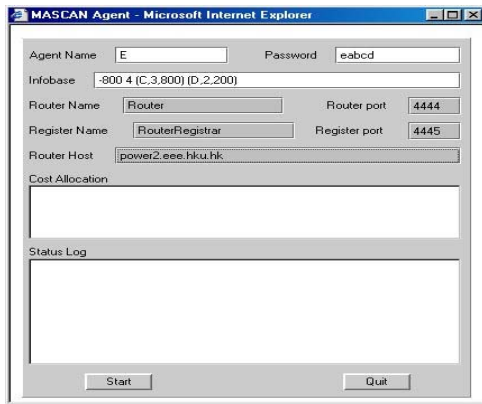 MASCAN Agent - Microsoft Internet Explorer
Agent Name E Password eabcd
Infobase -800 4 (C,3,800) (D,2,200)
Router Name Router Router port 4444
Register Name RouterRegistrar Register port 4445
Router Host power2.eee.hku.hk
Cost Allocation
Status Log
Start Quit